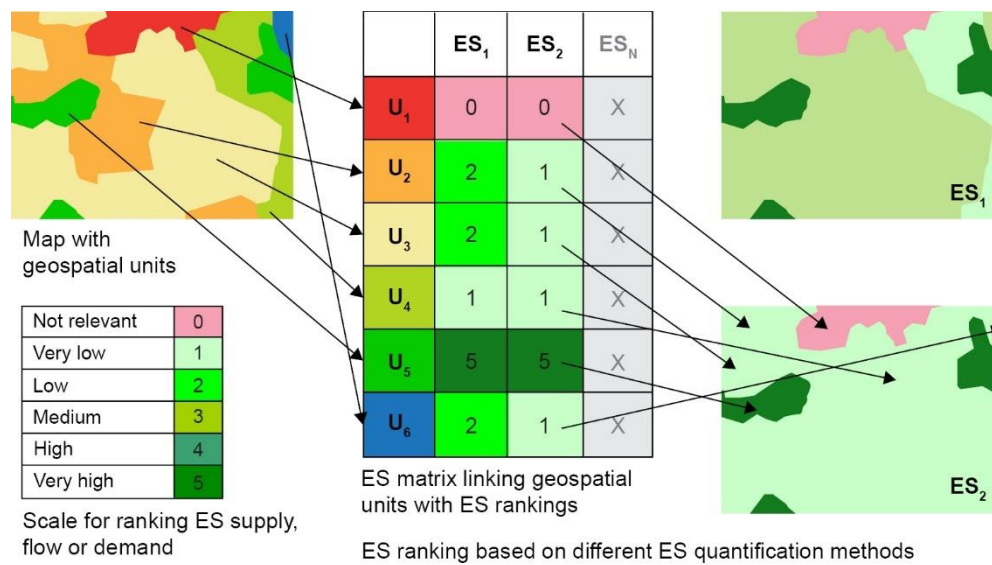 ES1 ES2 ESN
U1 0 0 X
U2 2 1 X
U3 2 1 X
U4 1 1 X
U5 5 5 X
U6 2 1 X
ES1
Map with
geospatial units
Not relevant 0
Very low 1
Low 2
Medium 3
High 4
Very high 5
Scale for ranking ES supply,
flow or demand
ES matrix linking geospatial
units with ES rankings
ES2
ES ranking based on different ES quantification methods